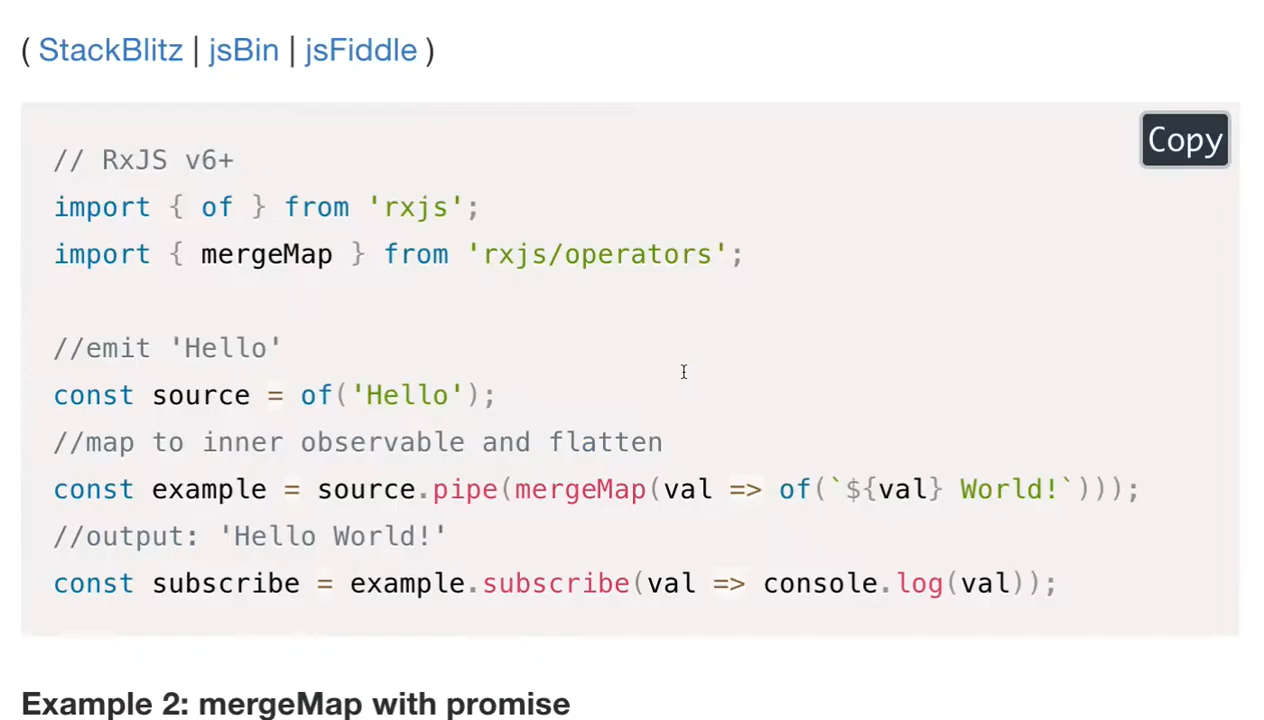 ( StackBlitz | jsBin | jsFiddle )
Copy
// RxJS v6+
import { of } from 'rxjs';
import { mergeMap } from 'rxjs/operators';
//emit 'Hello'
const source = of('Hello');
//map to inner observable and flatten
const example = source.pipe(mergeMap(val => of(`${val} World!`)));
//output: 'Hello World!'
const subscribe = example.subscribe(val => console.log(val));
Example 2: mergeMap with promise